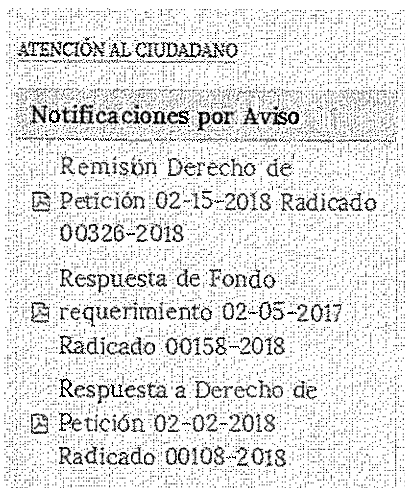 ATENCIÓN AL CIUDADANO
Notificaciones por Aviso
Remisión Derecho de
Petición 02-15-2018 Radicado
00326-2018
Respuesta de Fondo
requerimiento 02-05-2017
Radicado 00158-2018
Respuesta a Derecho de
Petición 02-02-2018
Radicado 00108-2018